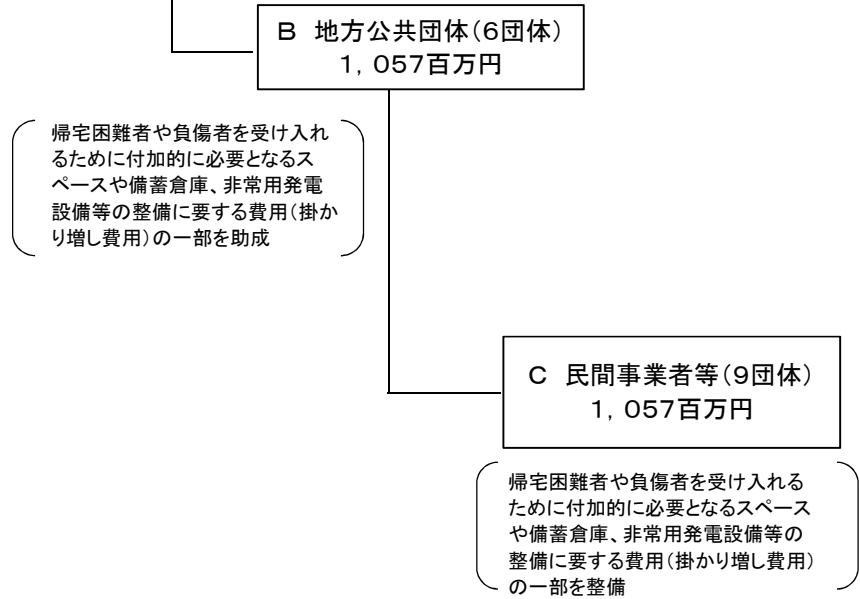 B 地方公共団体(6団体)
1,057百万円
帰宅困難者や負傷者を受け入れ
るために付加的に必要となるス
ペースや備蓄倉庫、非常用発電
設備等の整備に要する費用(掛か
り増し費用)の一部を助成
C 民間事業者等(9団体)
1,057百万円
帰宅困難者や負傷者を受け入れる
ために付加的に必要となるスペース
や備蓄倉庫、非常用発電設備等の
整備に要する費用(掛かり増し費用)
の一部を整備